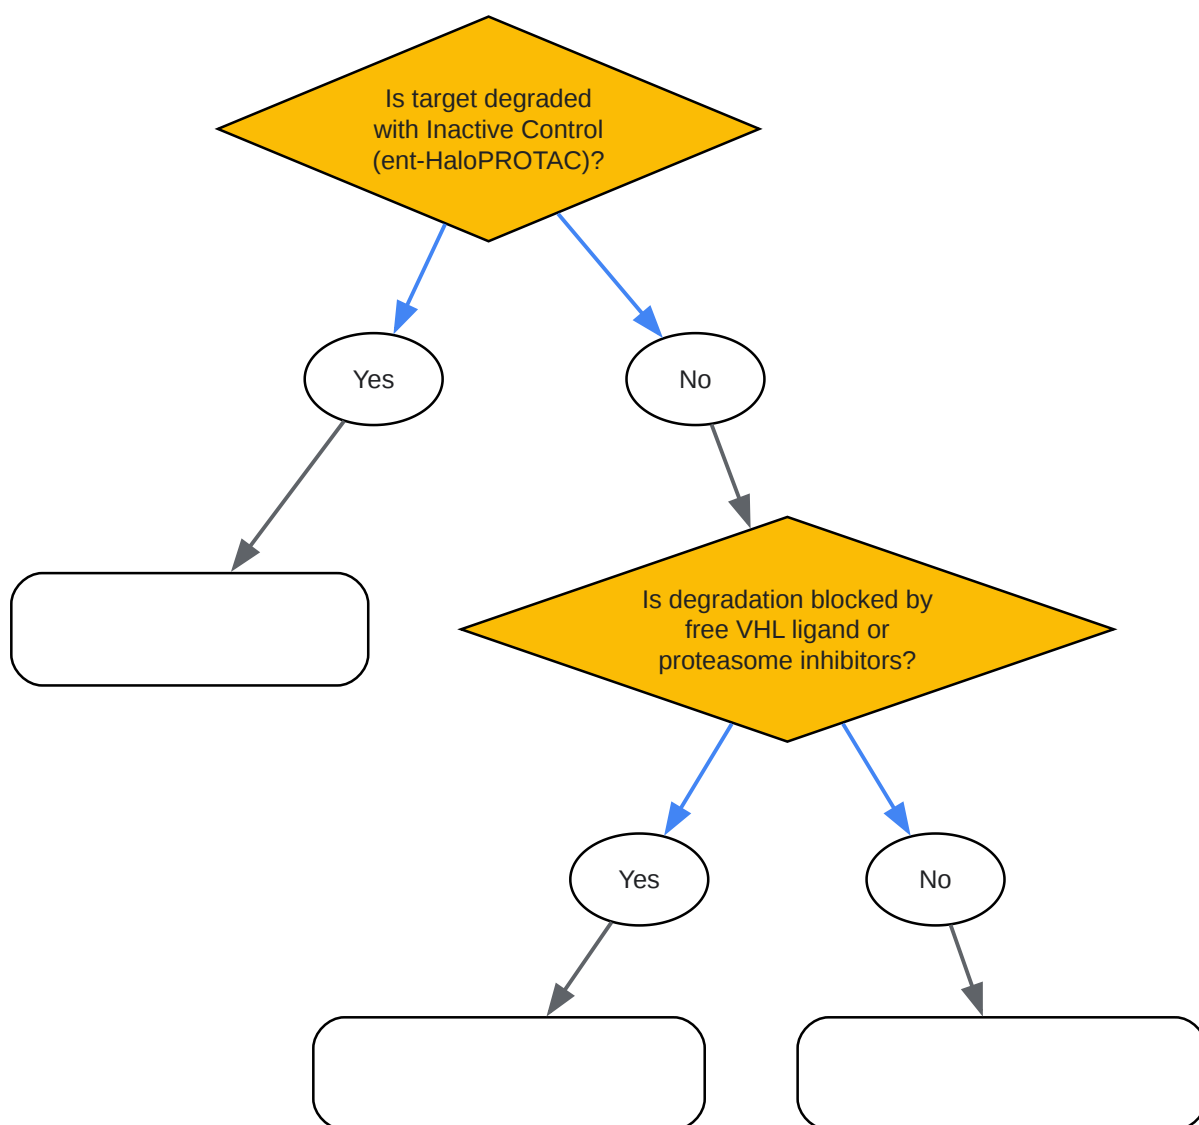 Is target degraded
with Inactive Control
(ent-HaloPROTAC)?
Yes
No
Is degradation blocked by
free VHL ligand or
proteasome inhibitors?
Yes
No